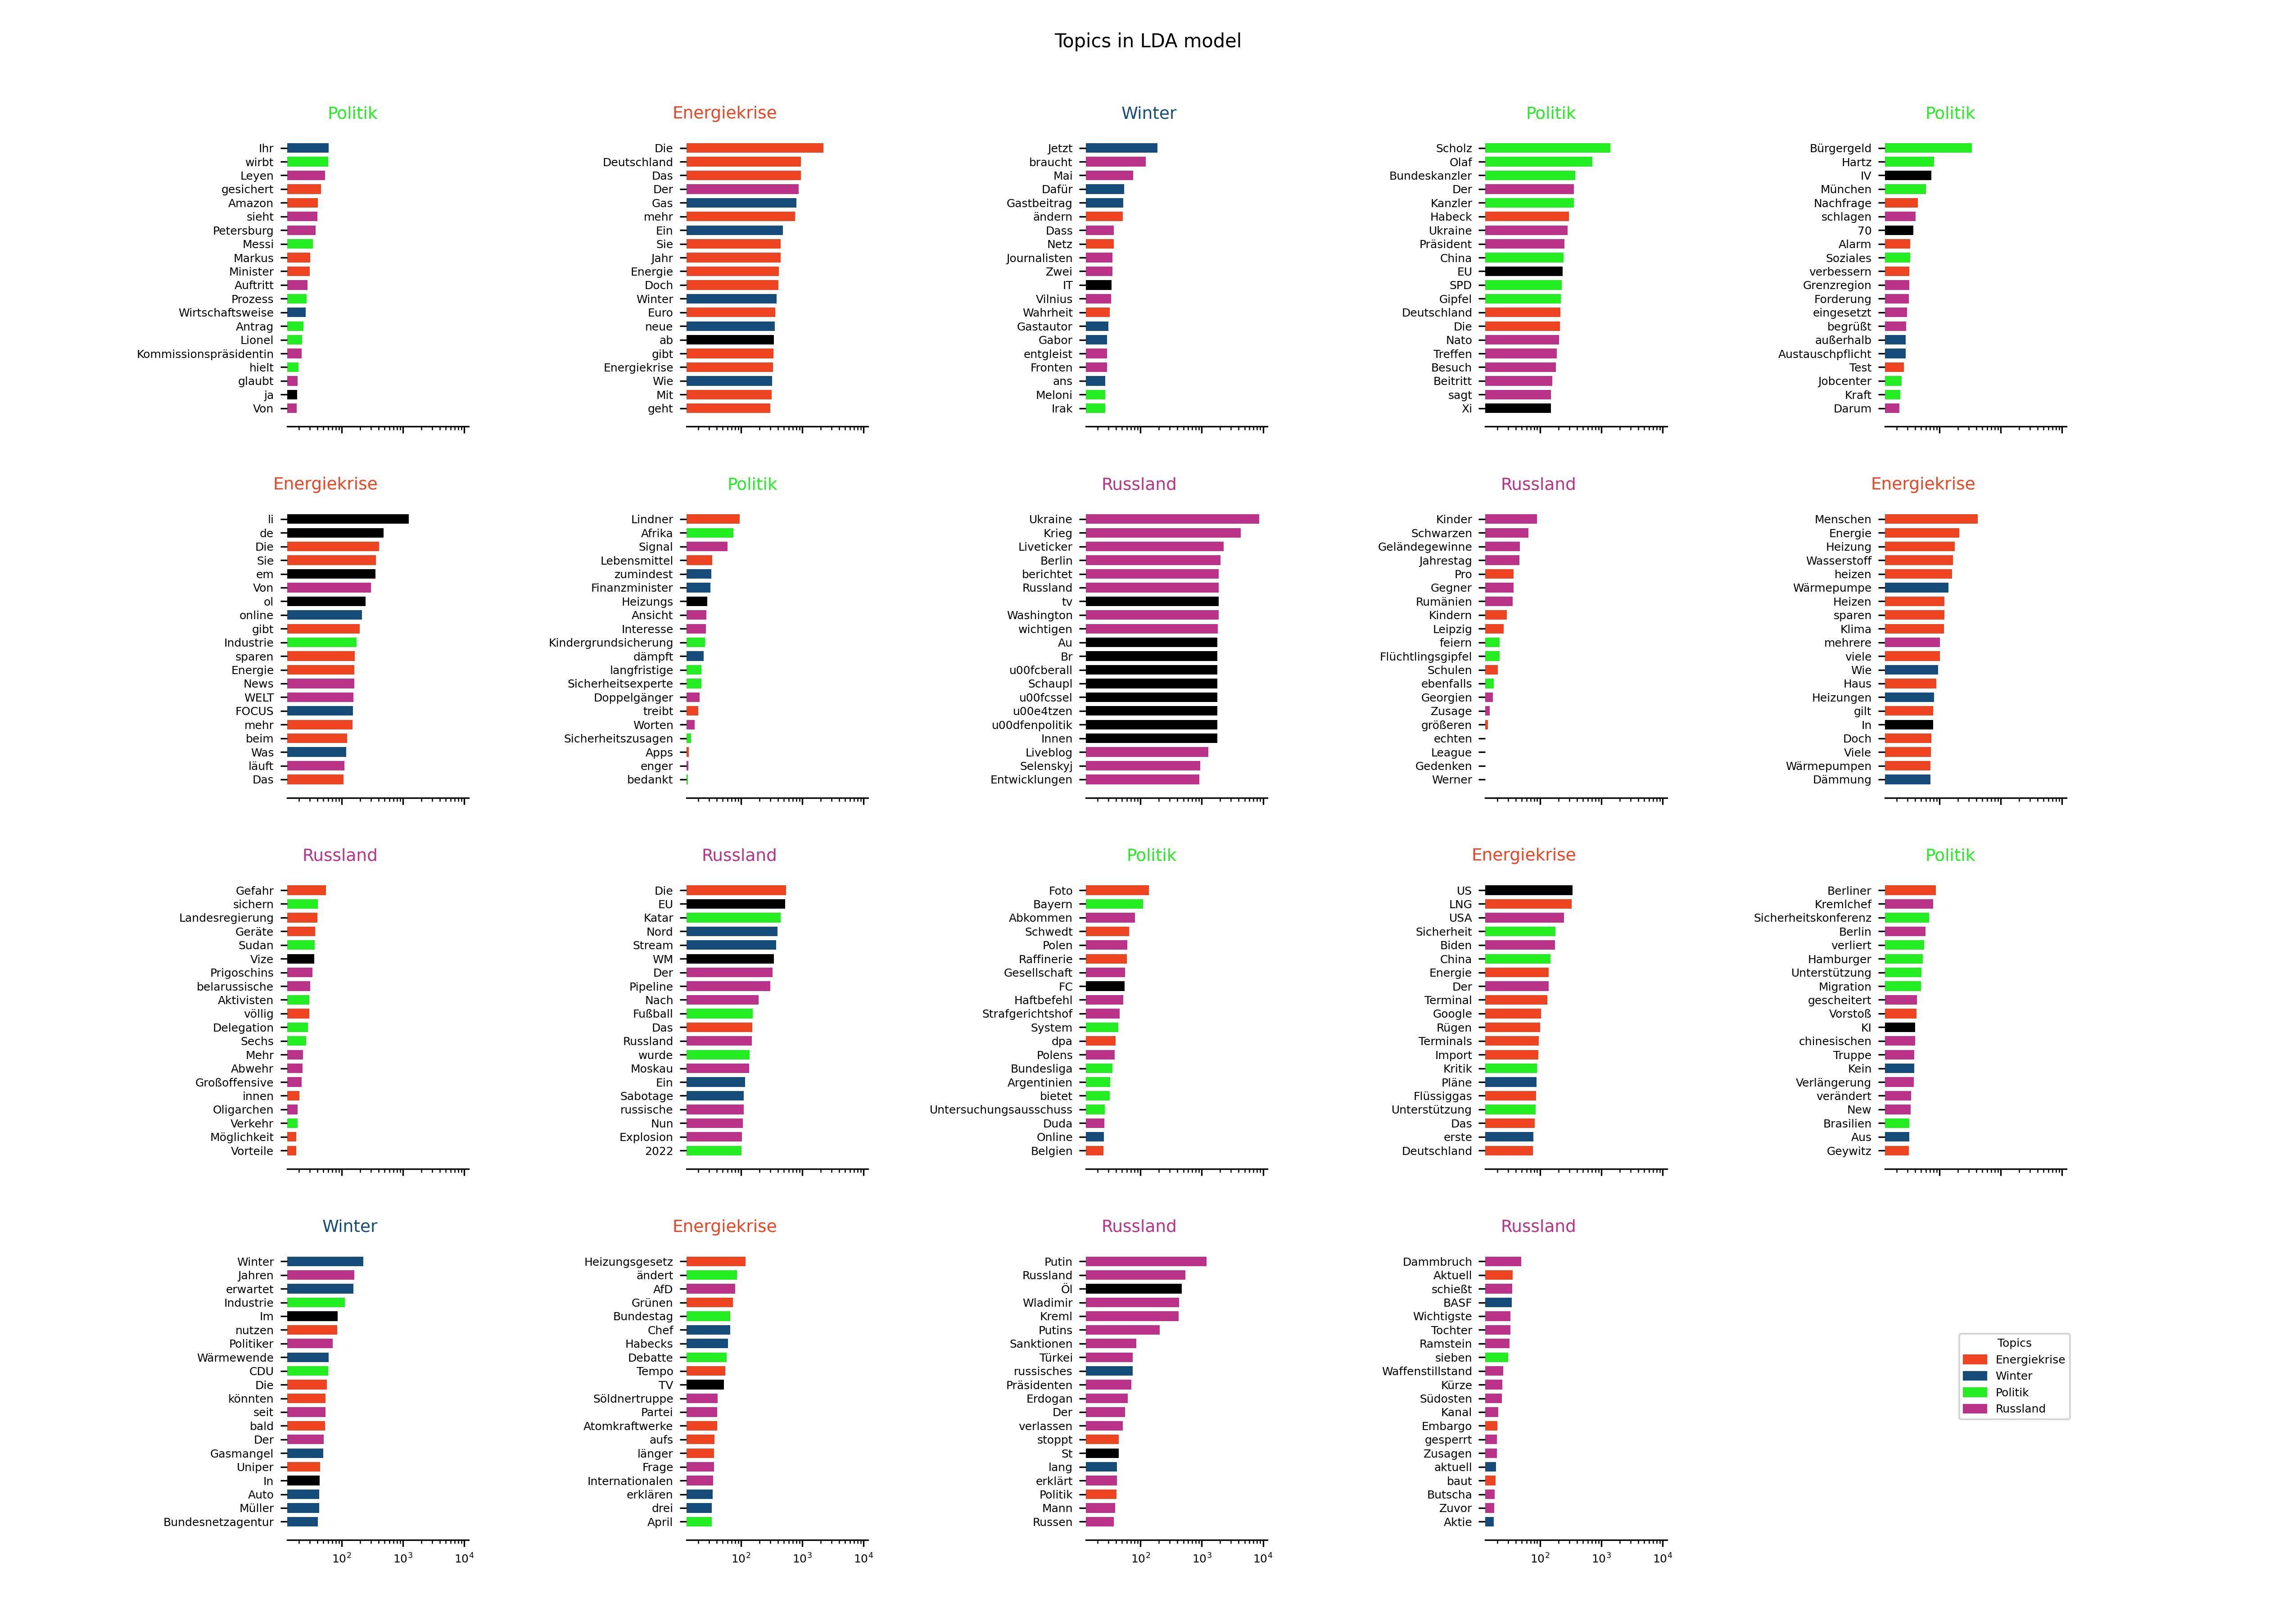 Topics in LDA model
Politik
Ihr
wirbt
Leyen
gesichert
Amazon
sieht
Petersburg
Messi
Markus
Minister
Auftritt
Prozess
Wirtschaftsweise
Antrag
Lionel
Kommissionspräsidentin
hielt
glaubt
ja
Von
Energiekrise
Die
Deutschland
Das
Der
Gas
mehr
Ein
Sie
Jahr
Energie
Doch
Winter
Euro
neue
ab
gibt
Energiekrise
Wie
Mit
geht
Winter
Jetzt
braucht
Mai
Dafür
Gastbeitrag
ändern
Dass
Netz
Journalisten
Zwei
IT
Vilnius
Wahrheit
Gastautor
Gabor
entgleist
Fronten
ans
Meloni
Irak
Politik
Scholz
Olaf
Bundeskanzler
Der
Kanzler
Habeck
Ukraine
Präsident
China
EU
SPD
Gipfel
Deutschland
Die
Nato
Treffen
Besuch
Beitritt
sagt
Xi
Politik
Bürgergeld
Hartz
IV
München
Nachfrage
schlagen
70
Alarm
Soziales
verbessern
Grenzregion
Forderung
eingesetzt
begrüßt
außerhalb
Austauschpflicht
Test
Jobcenter
Kraft
Darum
Energiekrise
li
de
Die
Sie
em
Von
ol
online
gibt
Industrie
sparen
Energie
News
WELT
FOCUS
mehr
beim
Was
läuft
Das
Politik
Lindner
Afrika
Signal
Lebensmittel
zumindest
Finanzminister
Heizungs
Ansicht
Interesse
Kindergrundsicherung
dämpft
langfristige
Sicherheitsexperte
Doppelgänger
treibt
Worten
Sicherheitszusagen
Apps
enger
bedankt
Russland
Ukraine
Krieg
Liveticker
Berlin
berichtet
Russland
tv
Washington
wichtigen
Au
Br
u00fcberall
Schaupl
u00fcssel
u00e4tzen
u00dfenpolitik
Innen
Liveblog
Selenskyj
Entwicklungen
Russland
Kinder
Schwarzen
Geländegewinne
Jahrestag
Pro
Gegner
Rumänien
Kindern
Leipzig
feiern
Flüchtlingsgipfel
Schulen
ebenfalls
Georgien
Zusage
größeren
echten
League
Gedenken
Werner
Energiekrise
Menschen
Energie
Heizung
Wasserstoff
heizen
Wärmepumpe
Heizen
sparen
Klima
mehrere
viele
Wie
Haus
Heizungen
gilt
In
Doch
Viele
Wärmepumpen
Dämmung
Russland
Gefahr
sichern
Landesregierung
Geräte
Sudan
Vize
Prigoschins
belarussische
Aktivisten
völlig
Delegation
Sechs
Mehr
Abwehr
Großoffensive
innen
Oligarchen
Verkehr
Möglichkeit
Vorteile
Russland
Die
EU
Katar
Nord
Stream
WM
Der
Pipeline
Nach
Fußball
Das
Russland
wurde
Moskau
Ein
Sabotage
russische
Nun
Explosion
2022
Politik
Foto
Bayern
Abkommen
Schwedt
Polen
Raffinerie
Gesellschaft
FC
Haftbefehl
Strafgerichtshof
System
dpa
Polens
Bundesliga
Argentinien
bietet
Untersuchungsausschuss
Duda
Online
Belgien
Energiekrise
US
LNG
USA
Sicherheit
Biden
China
Energie
Der
Terminal
Google
Rügen
Terminals
Import
Kritik
Pläne
Flüssiggas
Unterstützung
Das
erste
Deutschland
Politik
Berliner
Kremlchef
Sicherheitskonferenz
Berlin
verliert
Hamburger
Unterstützung
Migration
gescheitert
Vorstoß
KI
chinesischen
Truppe
Kein
Verlängerung
verändert
New
Brasilien
Aus
Geywitz
Winter
Winter
Jahren
erwartet
Industrie
Im
nutzen
Politiker
Wärmewende
CDU
Die
könnten
seit
bald
Der
Gasmangel
Uniper
In
Auto
Müller
Bundesnetzagentur
10² 10³ 10⁴
Energiekrise
Heizungsgesetz
ändert
AfD
Grünen
Bundestag
Chef
Habecks
Debatte
Tempo
TV
Söldnertruppe
Partei
Atomkraftwerke
aufs
länger
Frage
Internationalen
erklären
drei
April
10² 10³ 10⁴
Russland
Putin
Russland
Öl
Wladimir
Kreml
Putins
Sanktionen
Türkei
russisches
Präsidenten
Erdogan
Der
verlassen
stoppt
St
lang
erklärt
Politik
Mann
Russen
10² 10³ 10⁴
Russland
Dammbruch
Aktuell
schießt
BASF
Wichtigste
Tochter
Ramstein
sieben
Waffenstillstand
Kürze
Südosten
Kanal
Embargo
gesperrt
Zusagen
aktuell
baut
Butscha
Zuvor
Aktie
10² 10³ 10⁴
Topics
Energiekrise
Winter
Politik
Russland